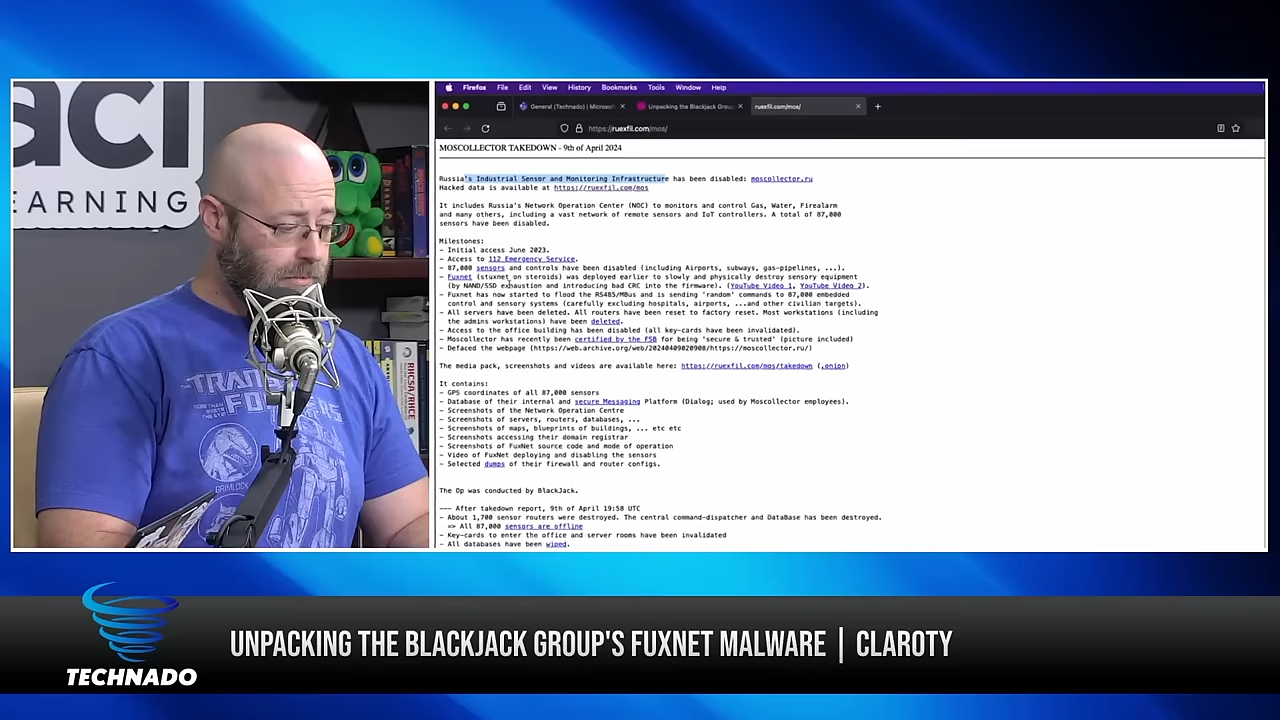 aci
EARNING
TRANS
FO
GRIMLOCK
RHCSA/RHCE
Firefox File Edit View History Bookmarks Tools Window Help
General (Technado) | Microsof
Unpacking the Blackjack Group
ruexfil.com/mos/
https://ruexfil.com/mos/
MOSCOLLECTOR TAKEDOWN - 9th of April 2024
Russia's Industrial Sensor and Monitoring Infrastructure has been disabled: moscollector.ru
Hacked data is available at https://ruexfil.com/mos
It includes Russia's Network Operation Center (NOC) to monitors and control Gas, Water, Firealarm
and many others, including a vast network of remote sensors and IoT controllers. A total of 87,000
sensors have been disabled.
Milestones:
- Initial access June 2023.
- Access to 112 Emergency Service.
- 87,000 sensors and controls have been disabled (including Airports, subways, gas-pipelines, ...).
- Fuxnet (stuxnet on steroids) was deployed earlier to slowly and physically destroy sensory equipment
(by NAND/SSD exhaustion and introducing bad CRC into the firmware). (YouTube Video 1, YouTube Video 2).
- Fuxnet has now started to flood the RS485/MBus and is sending 'random' commands to 87,000 embedded
control and sensory systems (carefully excluding hospitals, airports, ...and other civilian targets).
- All servers have been deleted. All routers have been reset to factory reset. Most workstations (including
the admins workstations) have been deleted.
- Access to the office building has been disabled (all key-cards have been invalidated).
- Moscollector has recently been certified by the FSB for being 'secure & trusted' (picture included)
- Defaced the webpage (https://web.archive.org/web/20240409020908/https://moscollector.ru/)
The media pack, screenshots and videos are available here: https://ruexfil.com/mos/takedown (.onion)
It contains:
- GPS coordinates of all 87,000 sensors
- Database of their internal and secure Messaging Platform (Dialog; used by Moscollector employees).
- Screenshots of the Network Operation Centre
- Screenshots of servers, routers, databases, ...
- Screenshots of maps, blueprints of buildings, ... etc etc
- Screenshots accessing their domain registrar
- Screenshots of FuxNet source code and mode of operation
- Video of FuxNet deploying and disabling the sensors
- Selected dumps of their firewall and router configs.
The Op was conducted by BlackJack.
--- After takedown report, 9th of April 19:58 UTC
- About 1,700 sensor routers were destroyed. The central command-dispatcher and DataBase has been destroyed.
=> All 87,000 sensors are offline
- Key-cards to enter the office and server rooms have been invalidated
- All databases have been wiped.
TECHNADO
UNPACKING THE BLACKJACK GROUP'S FUXNET MALWARE | CLAROTY